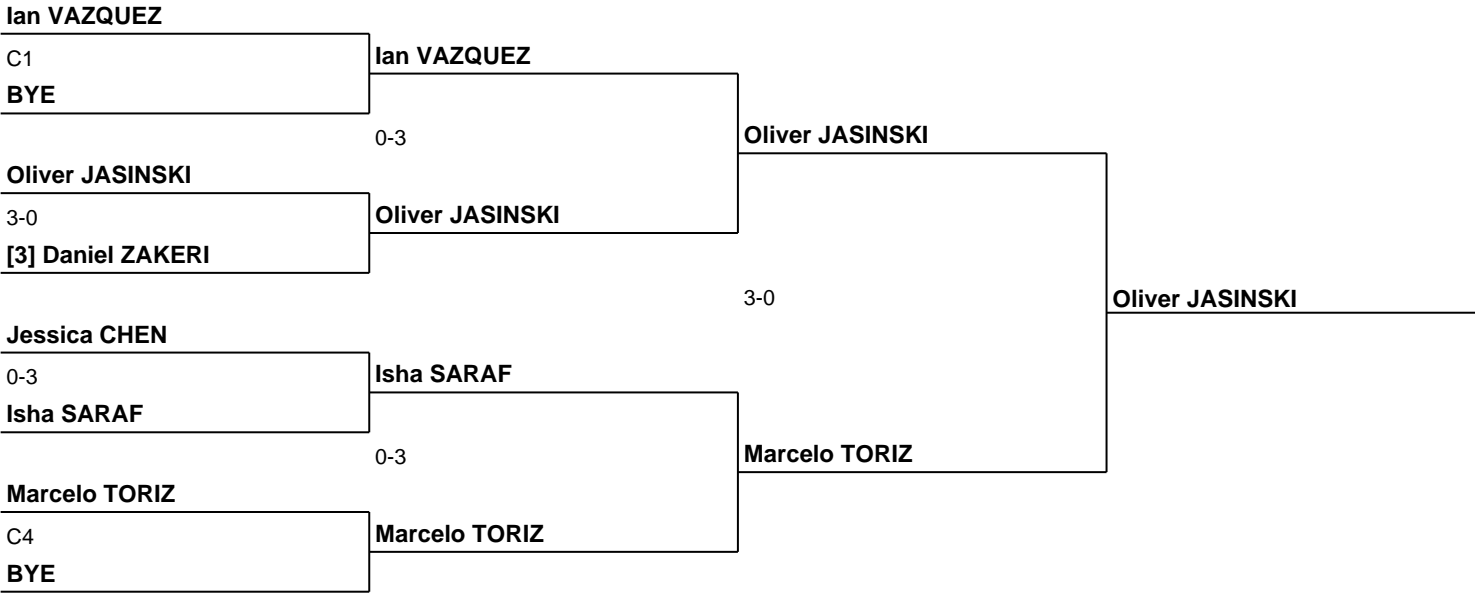 Ian VAZQUEZ
C1
BYE
Oliver JASINSKI
3-0
[3] Daniel ZAKERI
Jessica CHEN
0-3
Isha SARAF
Marcelo TORIZ
C4
BYE
Ian VAZQUEZ
0-3
Oliver JASINSKI
Isha SARAF
0-3
Marcelo TORIZ
Oliver JASINSKI
3-0
Marcelo TORIZ
Oliver JASINSKI